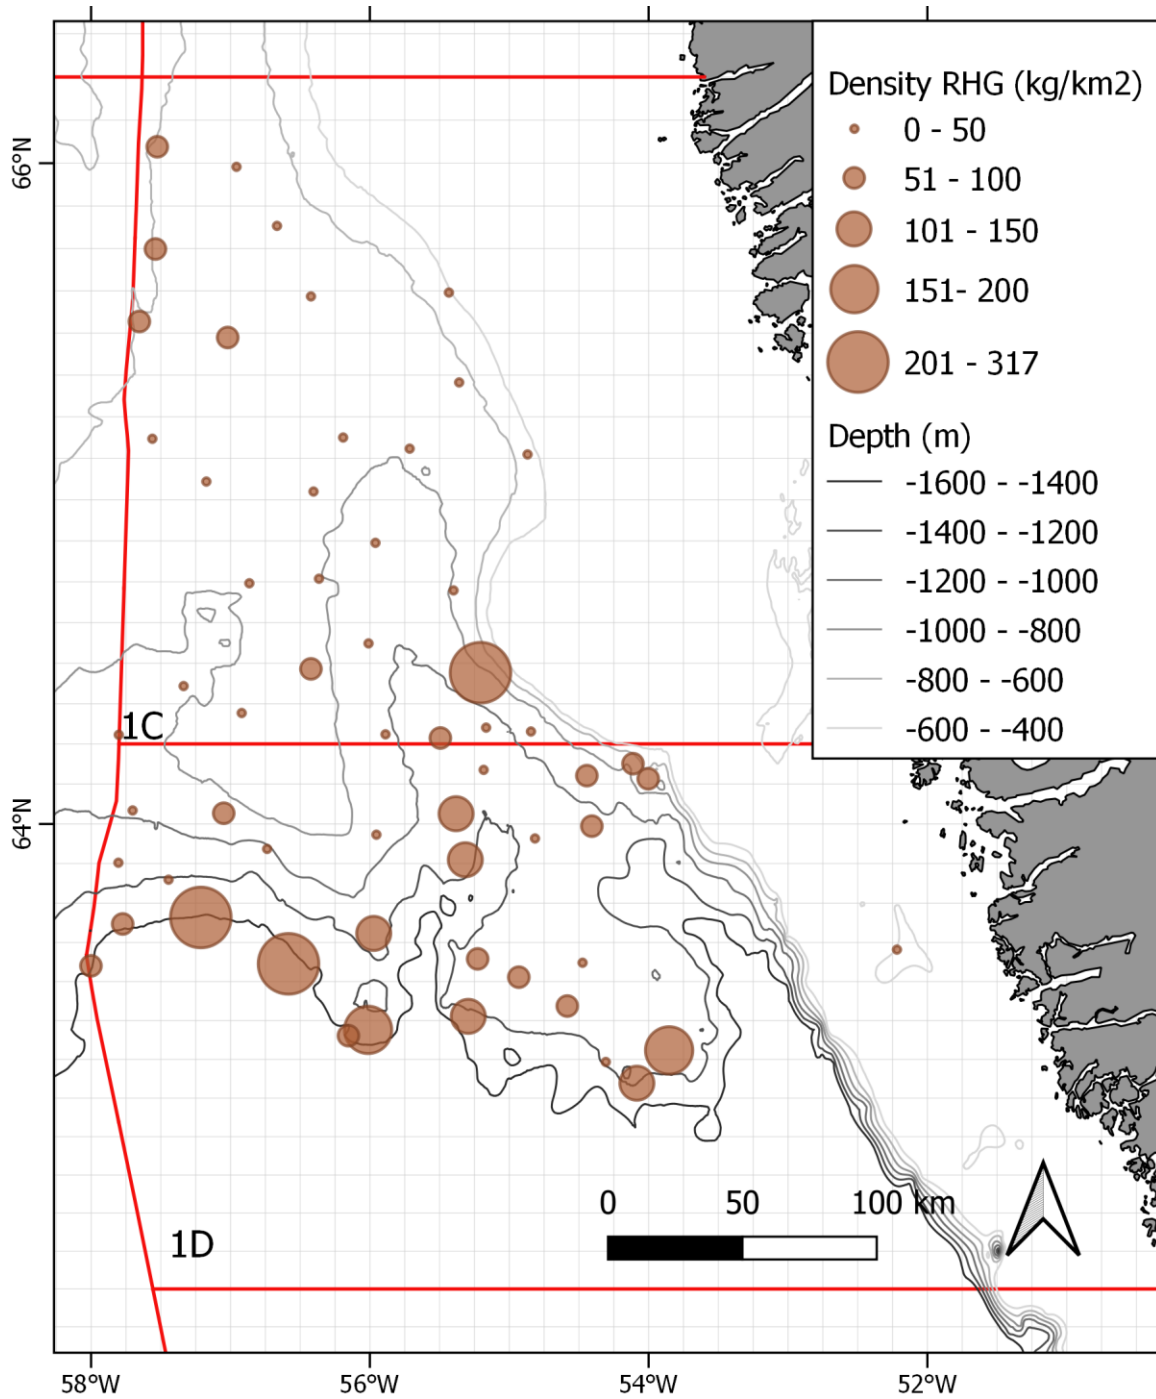 Density RHG (kg/km2)
0 - 50
51 - 100
101 - 150
151- 200
201 - 317
Depth (m)
-1600 - -1400
-1400 - -1200
-1200 - -1000
-1000 - -800
-800 - -600
-600 - -400
66°N
64°N
1C
1D
0 50 100 km
58°W 56°W 54°W 52°W